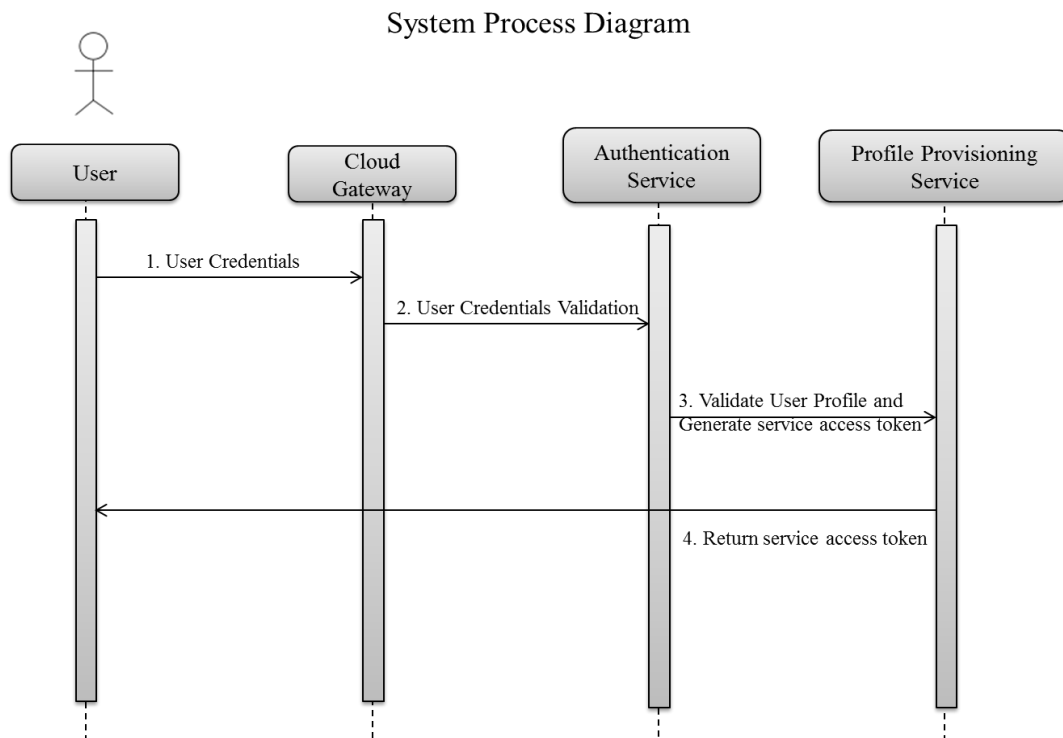 System Process Diagram
User
Cloud
Gateway
Authentication
Service
Profile Provisioning
Service
1. User Credentials
2. User Credentials Validation
3. Validate User Profile and
Generate service access token
4. Return service access token